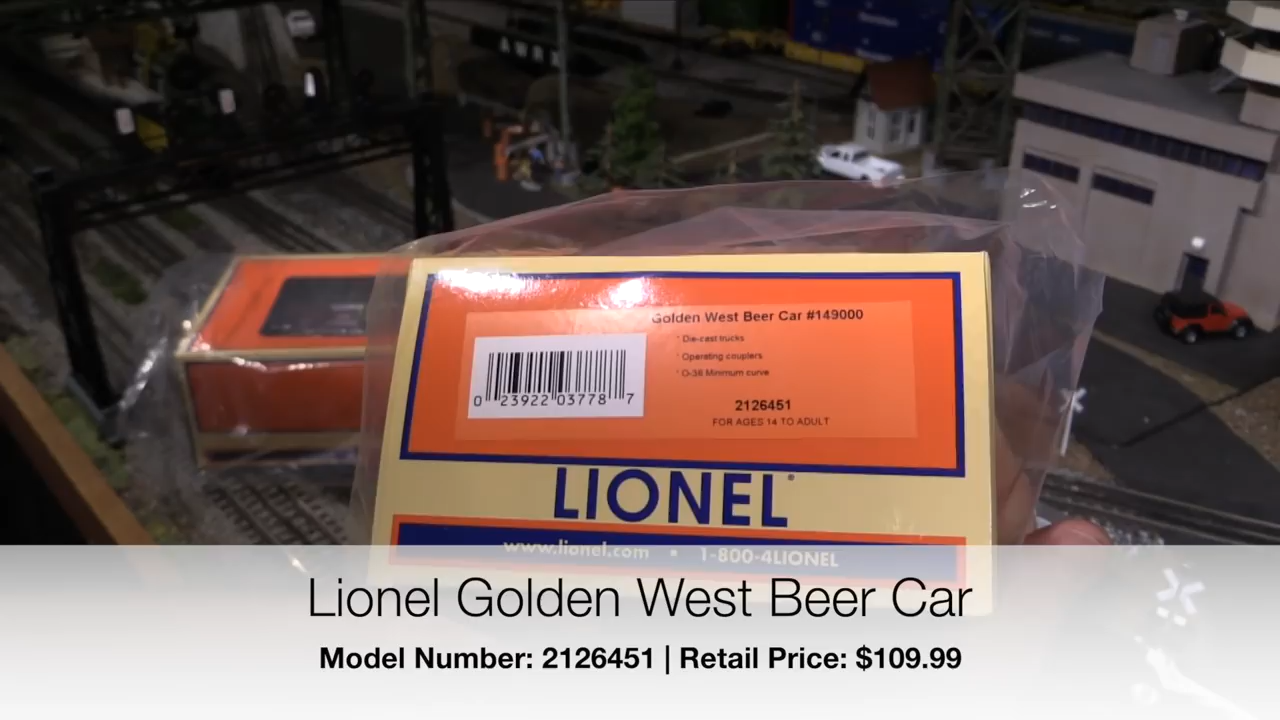 Golden West Beer Car #149000
* Die-cast trucks
* Operating couplers
* O-36 Minimum curve
0 23922 03778 7
2126451
FOR AGES 14 TO ADULT
LIONEL®
www.lionel.com • 1-800-4LIONEL
Lionel Golden West Beer Car
Model Number: 2126451 | Retail Price: $109.99